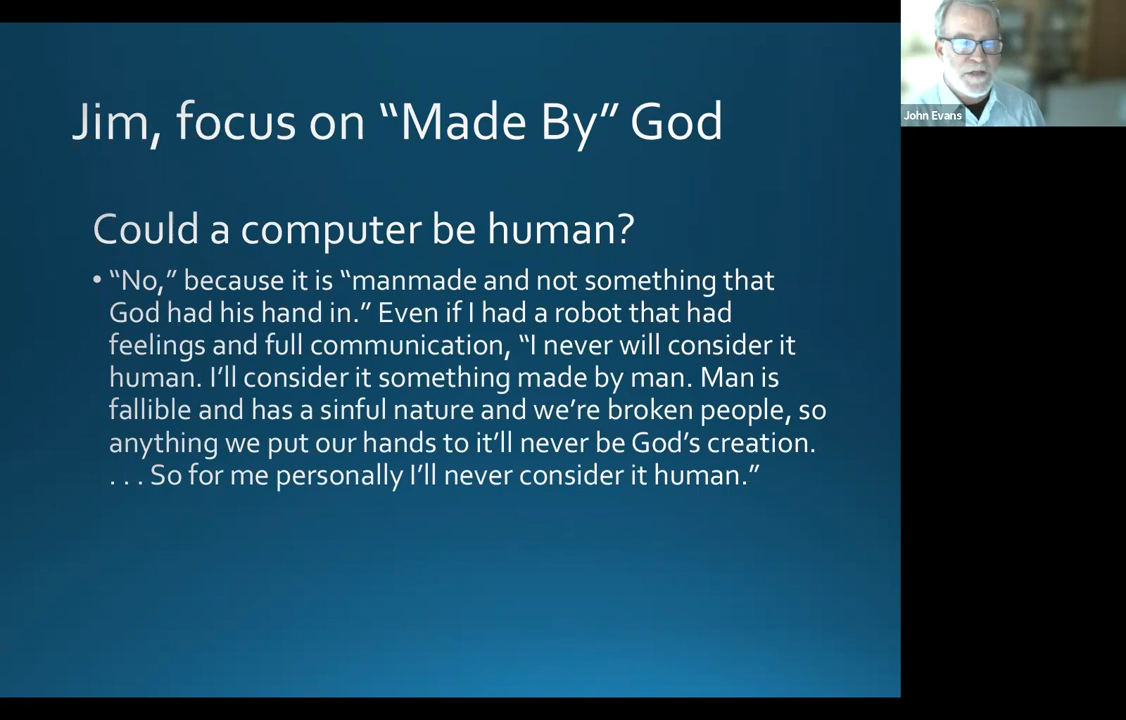 Jim, focus on “Made By” God
Could a computer be human?
• “No,” because it is “manmade and not something that
God had his hand in.” Even if I had a robot that had
feelings and full communication, “I never will consider it
human. I’ll consider it something made by man. Man is
fallible and has a sinful nature and we’re broken people, so
anything we put our hands to it’ll never be God’s creation.
. . . So for me personally I’ll never consider it human.”
John Evans